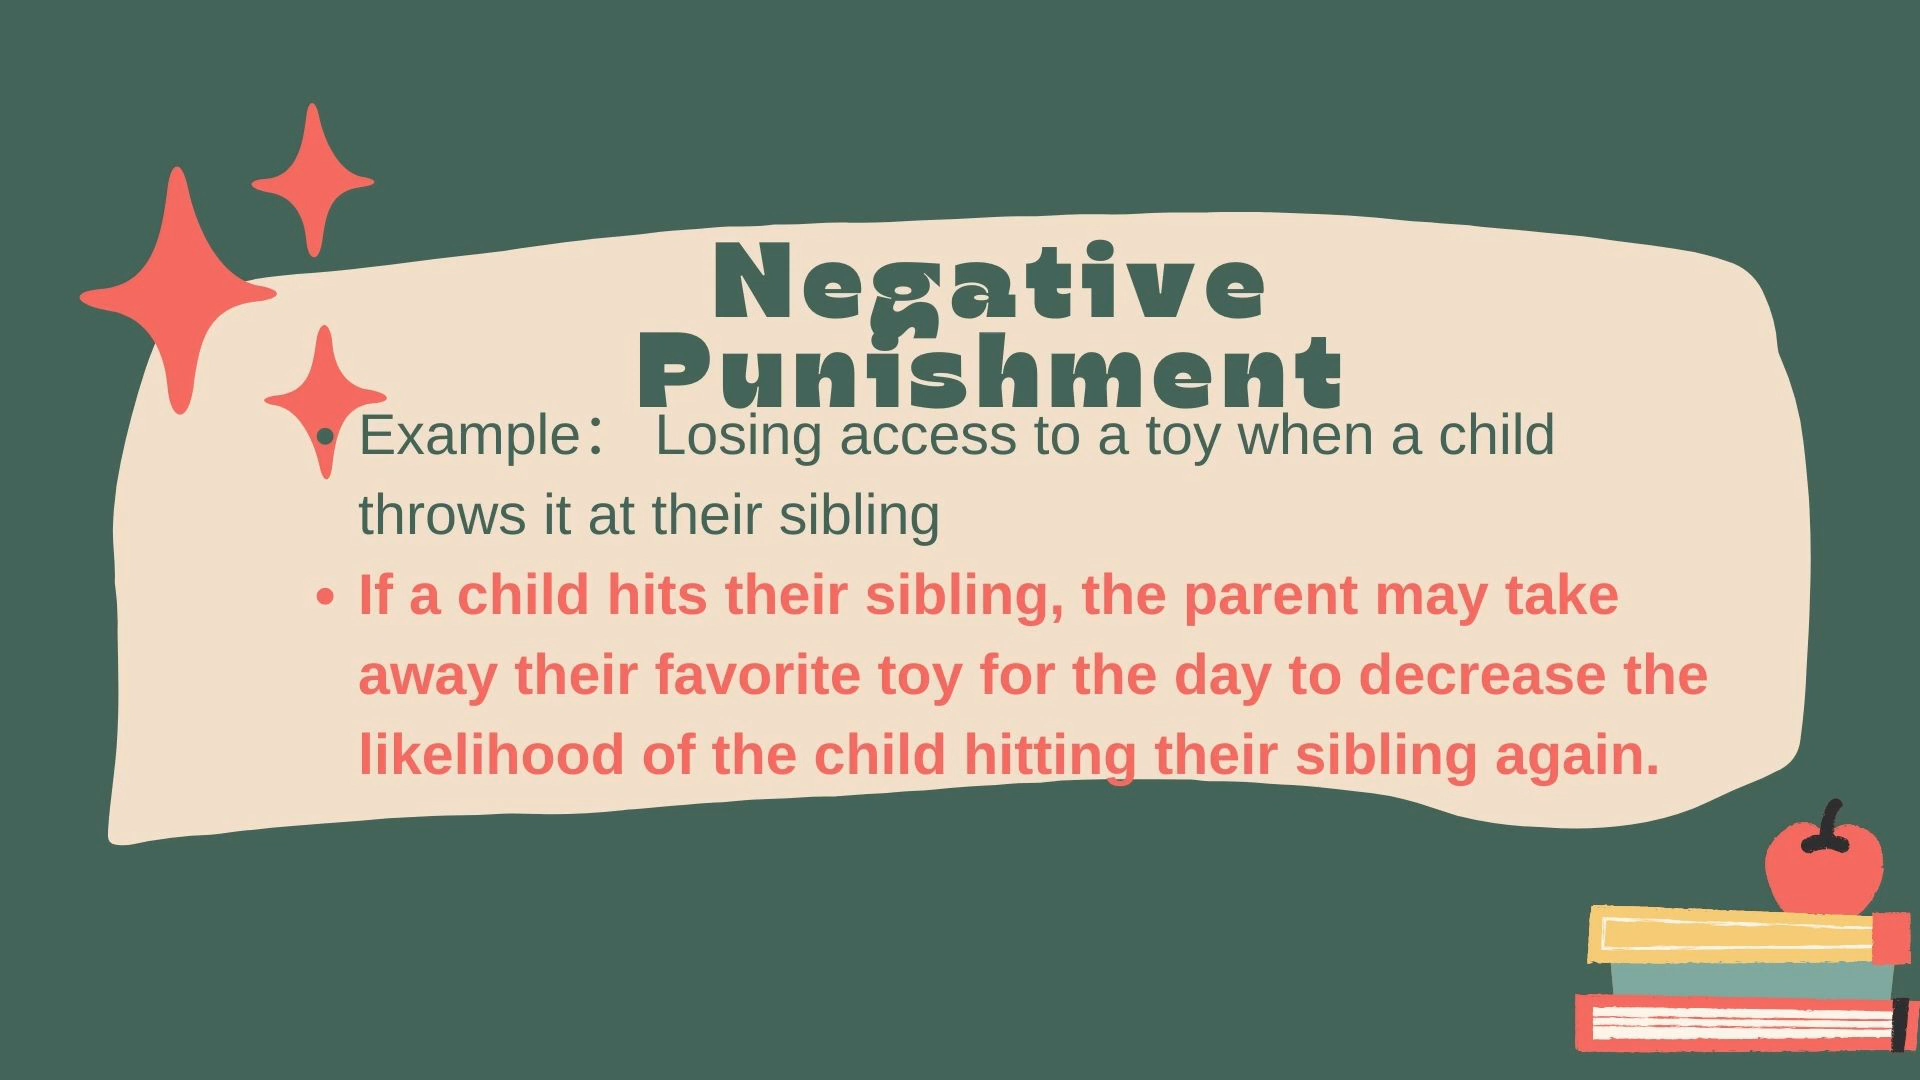 Negative
Punishment
• Example： Losing access to a toy when a child
throws it at their sibling
• If a child hits their sibling, the parent may take
away their favorite toy for the day to decrease the
likelihood of the child hitting their sibling again.